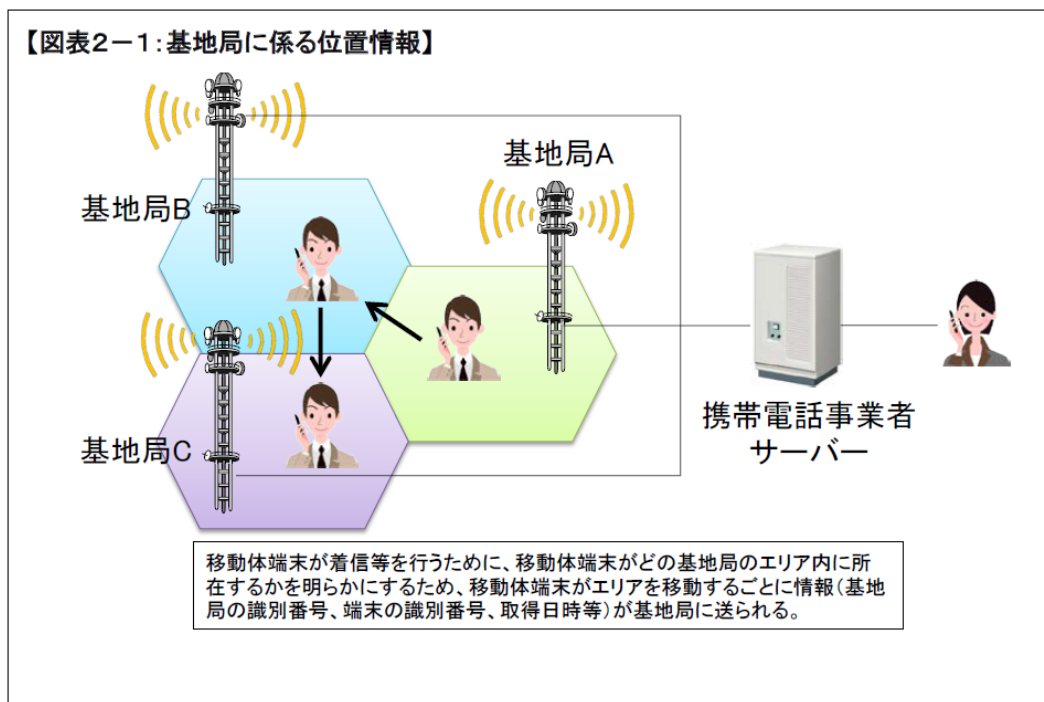 【図表２－１：基地局に係る位置情報】
基地局A
基地局B
基地局C
携帯電話事業者
サーバー
移動体端末が着信等を行うために、移動体端末がどの基地局のエリア内に所
在するかを明らかにするため、移動体端末がエリアを移動するごとに情報（基地
局の識別番号、端末の識別番号、取得日時等）が基地局に送られる。